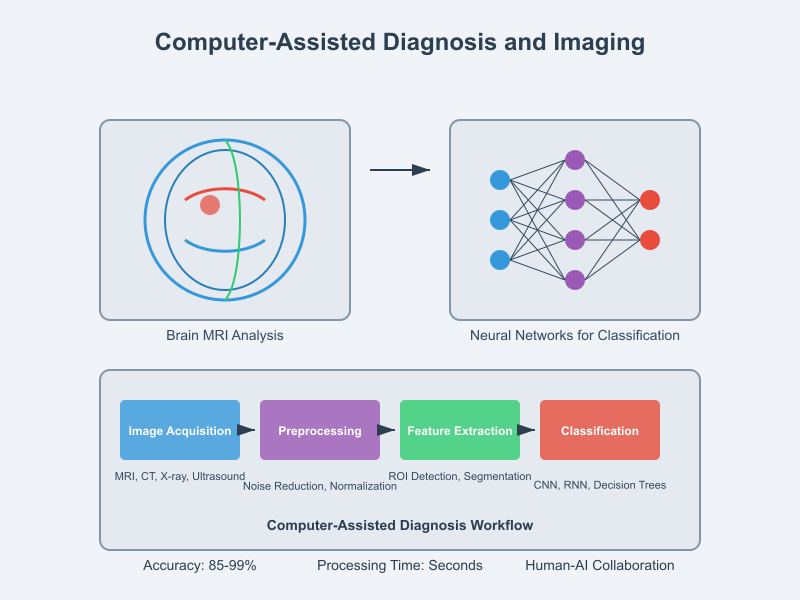 Computer-Assisted Diagnosis and Imaging
Brain MRI Analysis
Neural Networks for Classification
Image Acquisition
Preprocessing
Feature Extraction
Classification
MRI, CT, X-ray, Ultrasound
Noise Reduction, Normalization
ROI Detection, Segmentation
CNN, RNN, Decision Trees
Computer-Assisted Diagnosis Workflow
Accuracy: 85-99%
Processing Time: Seconds
Human-AI Collaboration